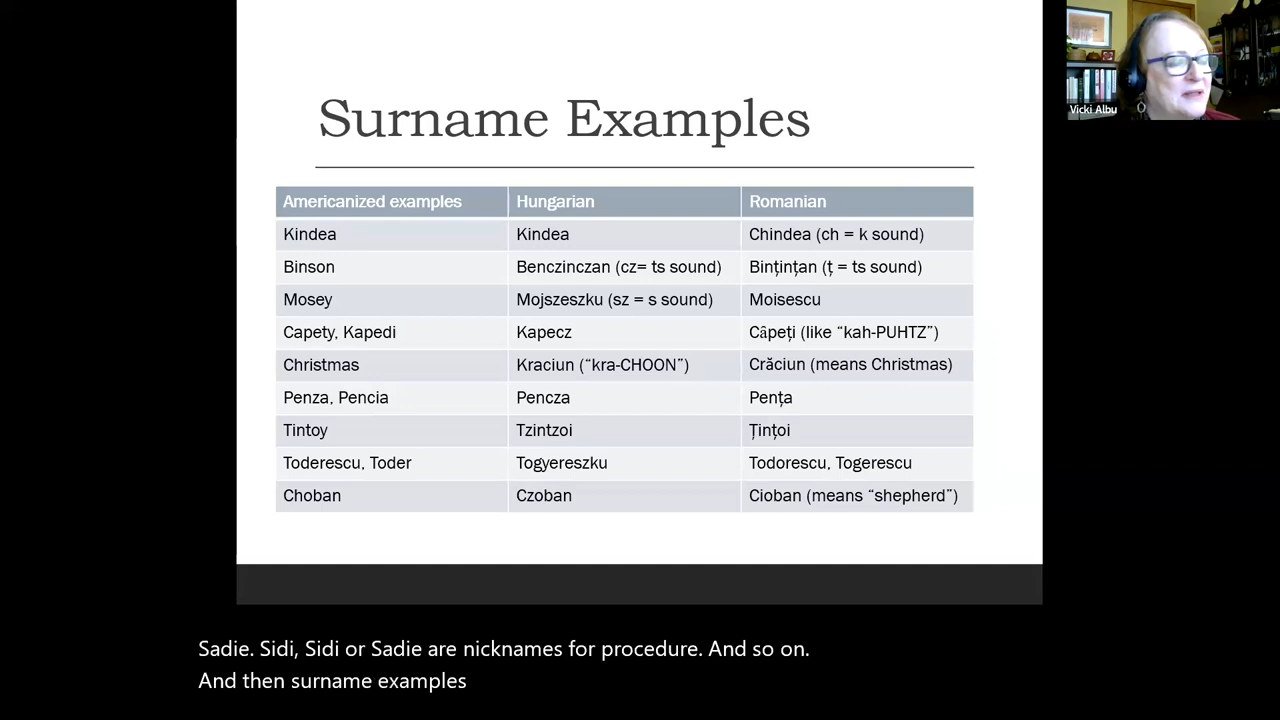 Vicki Albu
Surname Examples
Americanized examples Hungarian Romanian
Kindea Kindea Chindea (ch = k sound)
Binson Benczinczan (cz= ts sound) Bințințan (ț = ts sound)
Mosey Mojszeszku (sz = s sound) Moisescu
Capety, Kapedi Kapecz Câpeți (like “kah-PUHTZ”)
Christmas Kraciun (“kra-CHOON”) Crăciun (means Christmas)
Penza, Pencia Pencza Pența
Tintoy Tzintzoi Țințoi
Toderescu, Toder Togyereszku Todorescu, Togerescu
Choban Czoban Cioban (means “shepherd”)
Sadie. Sidi, Sidi or Sadie are nicknames for procedure. And so on.
And then surname examples